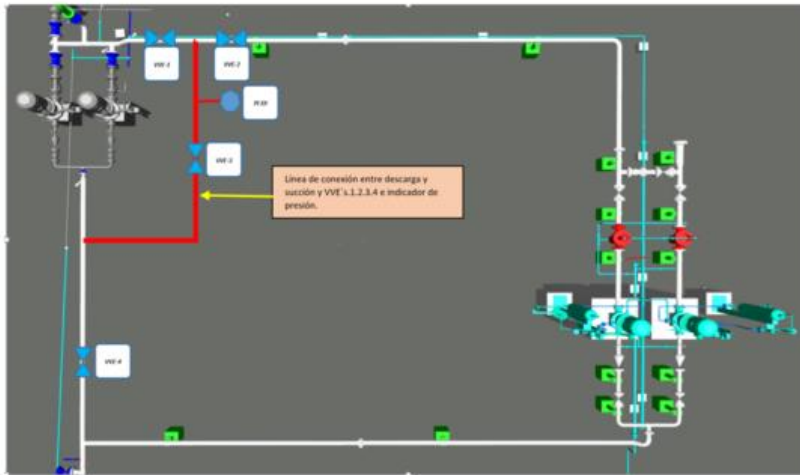 VVE-1
VVE-2
PI XX
VVE-3
Línea de conexión entre descarga y
succión y VVE´s.1.2.3.4 e indicador de
presión.
VVE-4